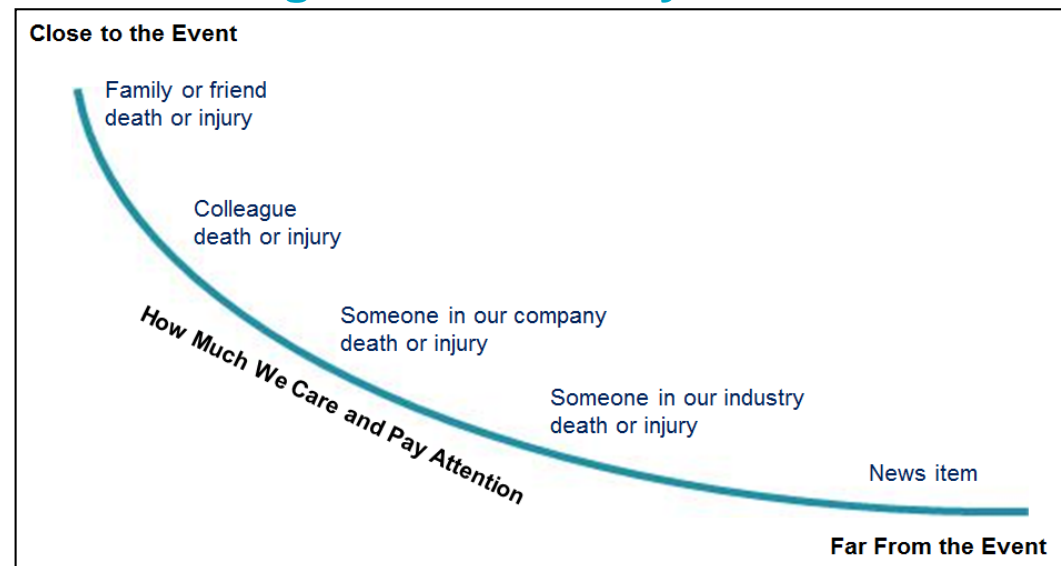 Close to the Event
Family or friend
death or injury
Colleague
death or injury
Someone in our company
death or injury
How Much We Care and Pay Attention
Someone in our industry
death or injury
News item
Far From the Event